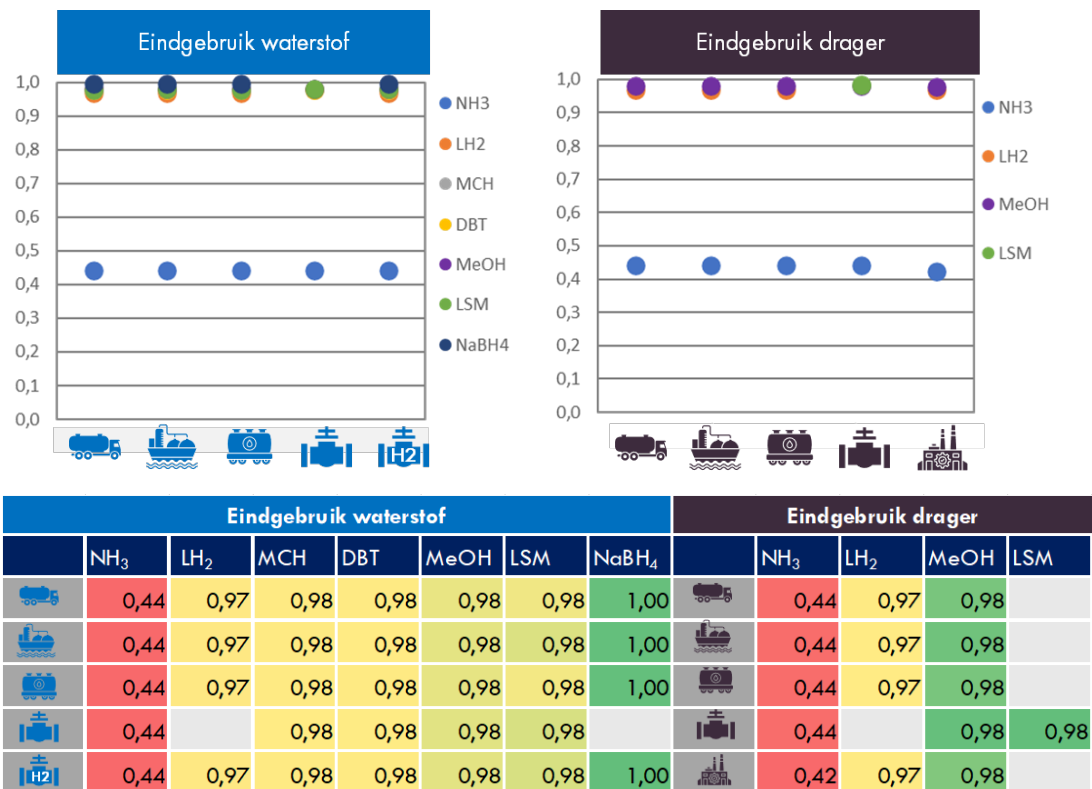 Eindgebruik waterstof
1,0
0,9
0,8
0,7
0,6
0,5
0,4
0,3
0,2
0,1
0,0
NH3
LH2
MCH
DBT
MeOH
LSM
NaBH4
H2
Eindgebruik drager
1,0
0,9
0,8
0,7
0,6
0,5
0,4
0,3
0,2
0,1
0,0
NH3
LH2
MeOH
LSM
Eindgebruik waterstof Eindgebruik drager
NH₃ LH₂ MCH DBT MeOH LSM NaBH₄ NH₃ LH₂ MeOH LSM
0,44 0,97 0,98 0,98 0,98 0,98 1,00 0,44 0,97 0,98
0,44 0,97 0,98 0,98 0,98 0,98 1,00 0,44 0,97 0,98
0,44 0,97 0,98 0,98 0,98 0,98 1,00 0,44 0,97 0,98
0,44 0,98 0,98 0,98 0,98 0,44 0,98 0,98
H2 0,44 0,97 0,98 0,98 0,98 0,98 1,00 0,42 0,97 0,98